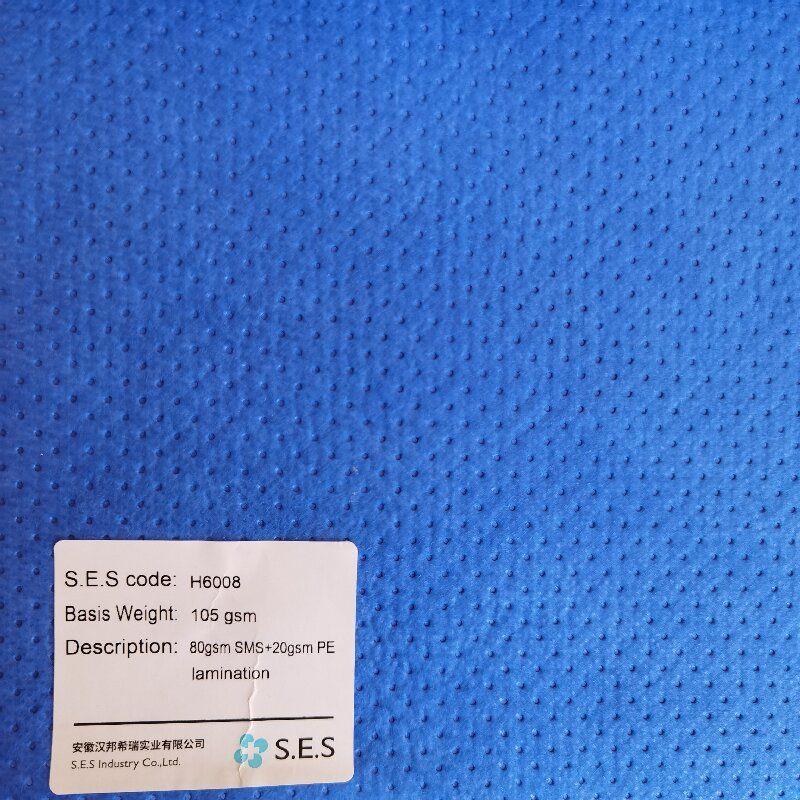 S.E.S code: H6008
Basis Weight: 105 gsm
Description: 80gsm SMS+20gsm PE
lamination
安徽汉邦希瑞实业有限公司
S.E.S Industry Co.,Ltd.
S.E.S